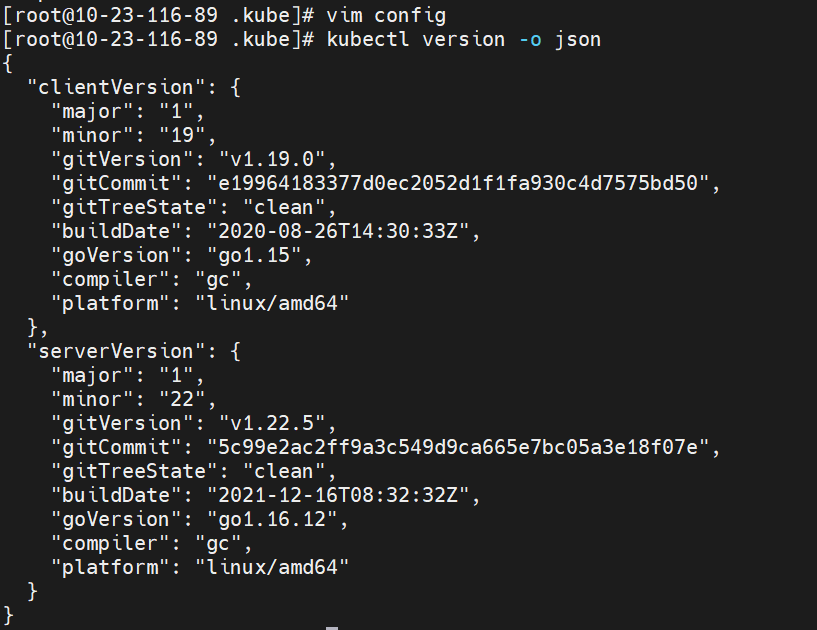 [root@10-23-116-89 .kube]# vim config
[root@10-23-116-89 .kube]# kubectl version -o json
{
  "clientVersion": {
    "major": "1",
    "minor": "19",
    "gitVersion": "v1.19.0",
    "gitCommit": "e19964183377d0ec2052d1f1fa930c4d7575bd50",
    "gitTreeState": "clean",
    "buildDate": "2020-08-26T14:30:33Z",
    "goVersion": "go1.15",
    "compiler": "gc",
    "platform": "linux/amd64"
  },
  "serverVersion": {
    "major": "1",
    "minor": "22",
    "gitVersion": "v1.22.5",
    "gitCommit": "5c99e2ac2ff9a3c549d9ca665e7bc05a3e18f07e",
    "gitTreeState": "clean",
    "buildDate": "2021-12-16T08:32:32Z",
    "goVersion": "go1.16.12",
    "compiler": "gc",
    "platform": "linux/amd64"
  }
}